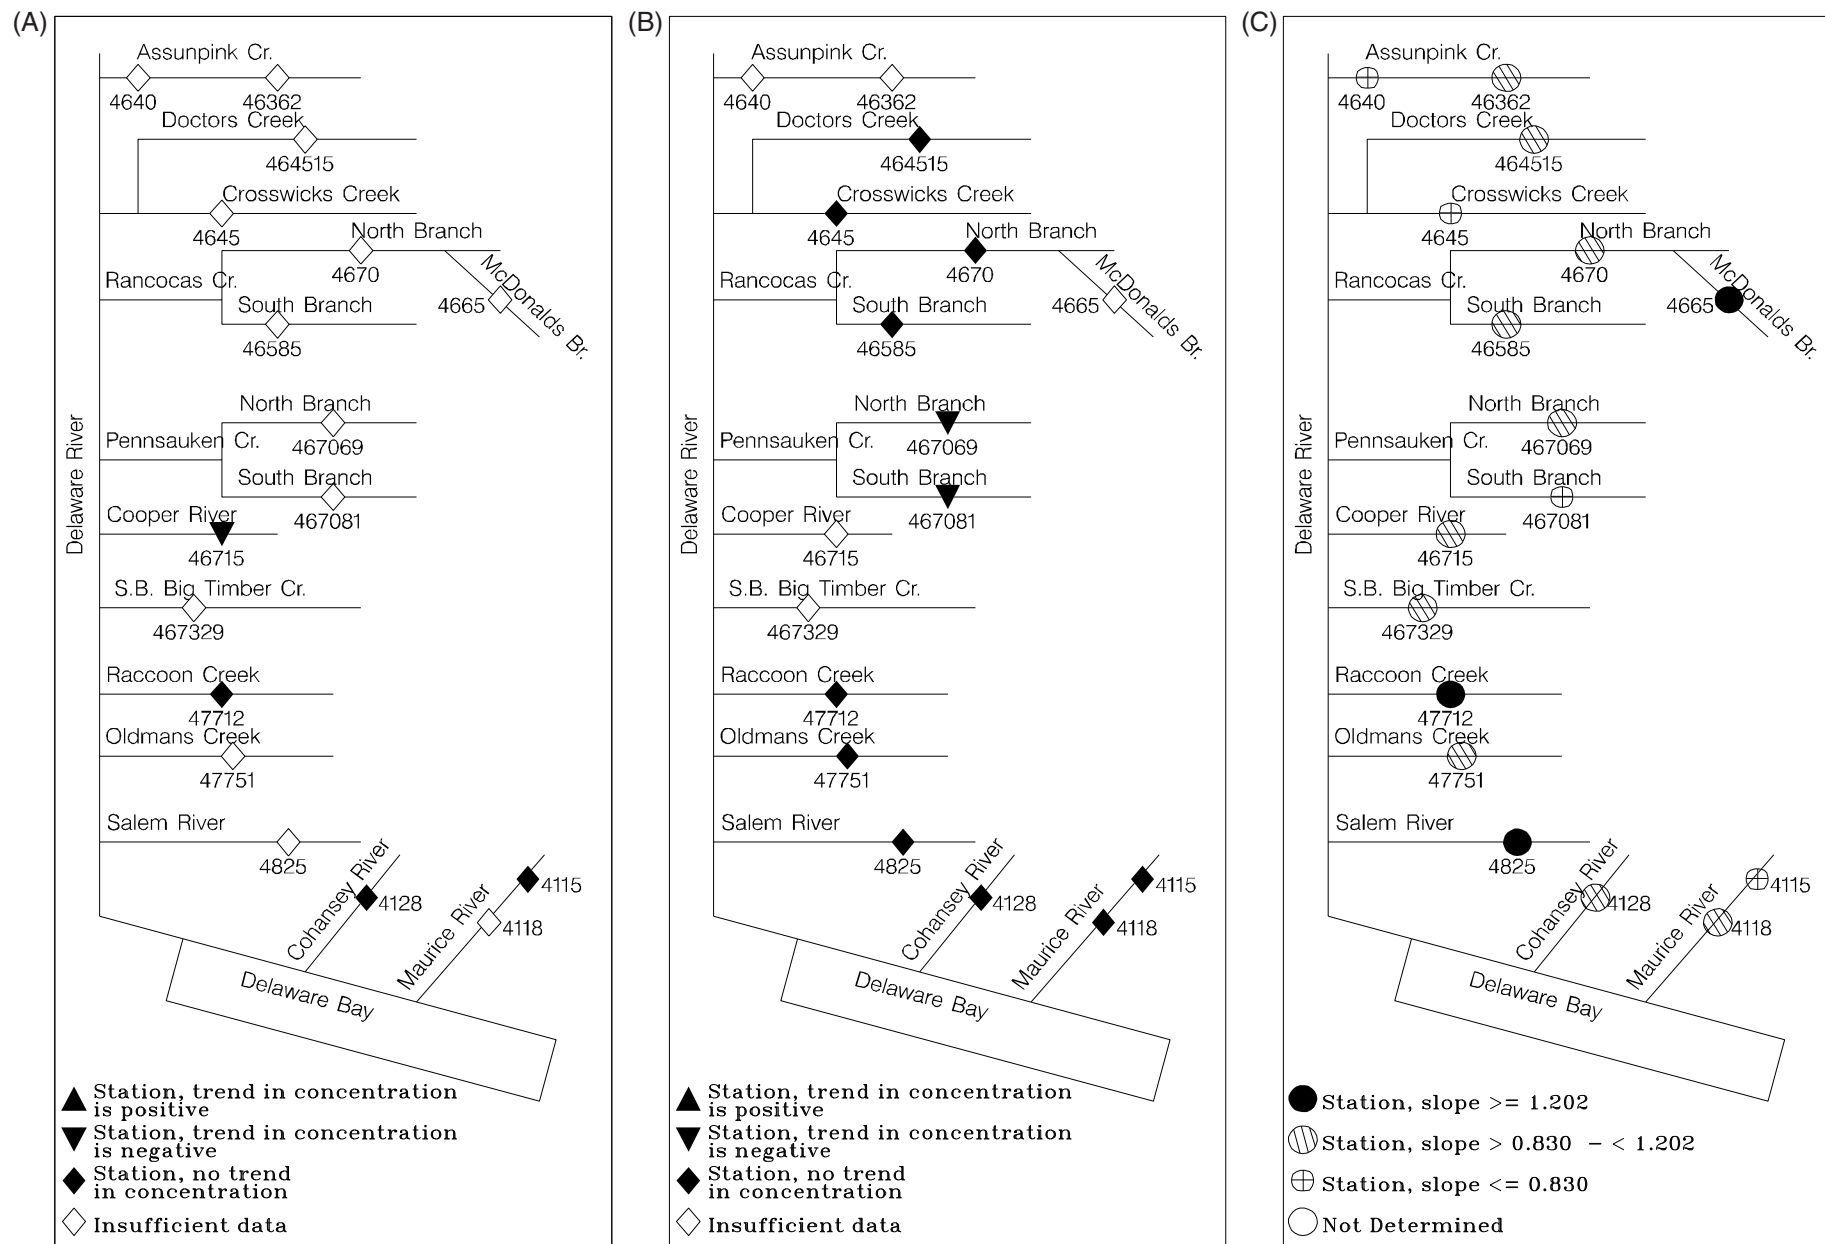 (A)
Assunpink Cr.
4640
46362
Doctors Creek
464515
Crosswicks Creek
4645
North Branch
4670
McDonalds Br.
Rancocas Cr.
4665
South Branch
46585
North Branch
467069
Pennsauken Cr.
South Branch
467081
Cooper River
46715
Delaware River
S.B. Big Timber Cr.
467329
Raccoon Creek
47712
Oldmans Creek
47751
Salem River
4825
Cohansey River
4128
Maurice River
4115
4118
Delaware Bay
Station, trend in concentration
is positive
Station, trend in concentration
is negative
Station, no trend
in concentration
Insufficient data
(B)
Assunpink Cr.
4640
46362
Doctors Creek
464515
Crosswicks Creek
4645
North Branch
4670
McDonalds Br.
Rancocas Cr.
4665
South Branch
46585
North Branch
467069
Pennsauken Cr.
South Branch
467081
Cooper River
46715
Delaware River
S.B. Big Timber Cr.
467329
Raccoon Creek
47712
Oldmans Creek
47751
Salem River
4825
Cohansey River
4128
Maurice River
4115
4118
Delaware Bay
Station, trend in concentration
is positive
Station, trend in concentration
is negative
Station, no trend
in concentration
Insufficient data
(C)
Assunpink Cr.
4640
46362
Doctors Creek
464515
Crosswicks Creek
4645
North Branch
4670
McDonalds Br.
Rancocas Cr.
4665
South Branch
46585
North Branch
467069
Pennsauken Cr.
South Branch
467081
Cooper River
46715
Delaware River
S.B. Big Timber Cr.
467329
Raccoon Creek
47712
Oldmans Creek
47751
Salem River
4825
Cohansey River
4128
Maurice River
4115
4118
Delaware Bay
Station, slope >= 1.202
Station, slope > 0.830 - < 1.202
Station, slope <= 0.830
Not Determined